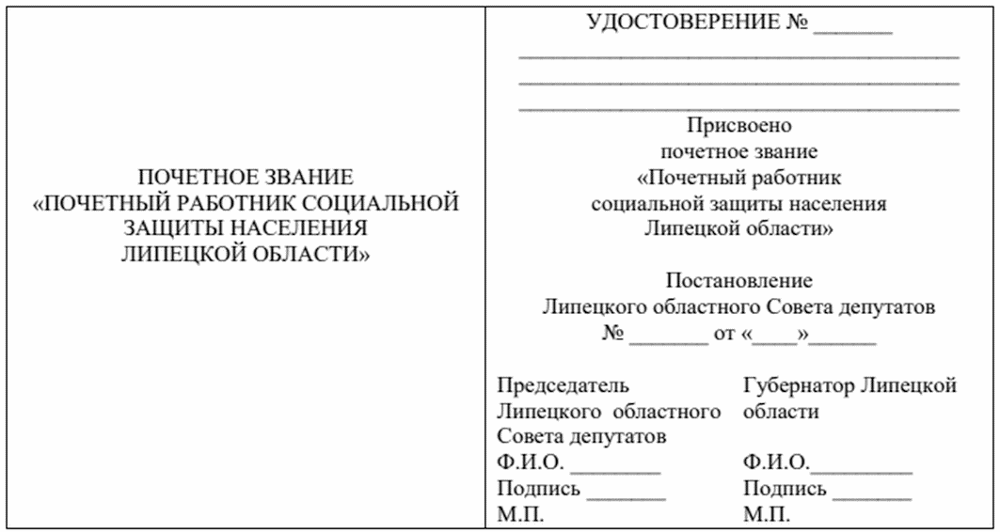 ПОЧЕТНОЕ ЗВАНИЕ
«ПОЧЕТНЫЙ РАБОТНИК СОЦИАЛЬНОЙ
ЗАЩИТЫ НАСЕЛЕНИЯ
ЛИПЕЦКОЙ ОБЛАСТИ»
УДОСТОВЕРЕНИЕ № _______
_______________________________________
_______________________________________
_______________________________________
Присвоено
почетное звание
«Почетный работник
социальной защиты населения
Липецкой области»
Постановление
Липецкого областного Совета депутатов
№ _______ от «____»______
Председатель
Липецкого областного
Совета депутатов
Ф.И.О. ________
Подпись _______
М.П.
Губернатор Липецкой
области
Ф.И.О._________
Подпись _______
М.П.